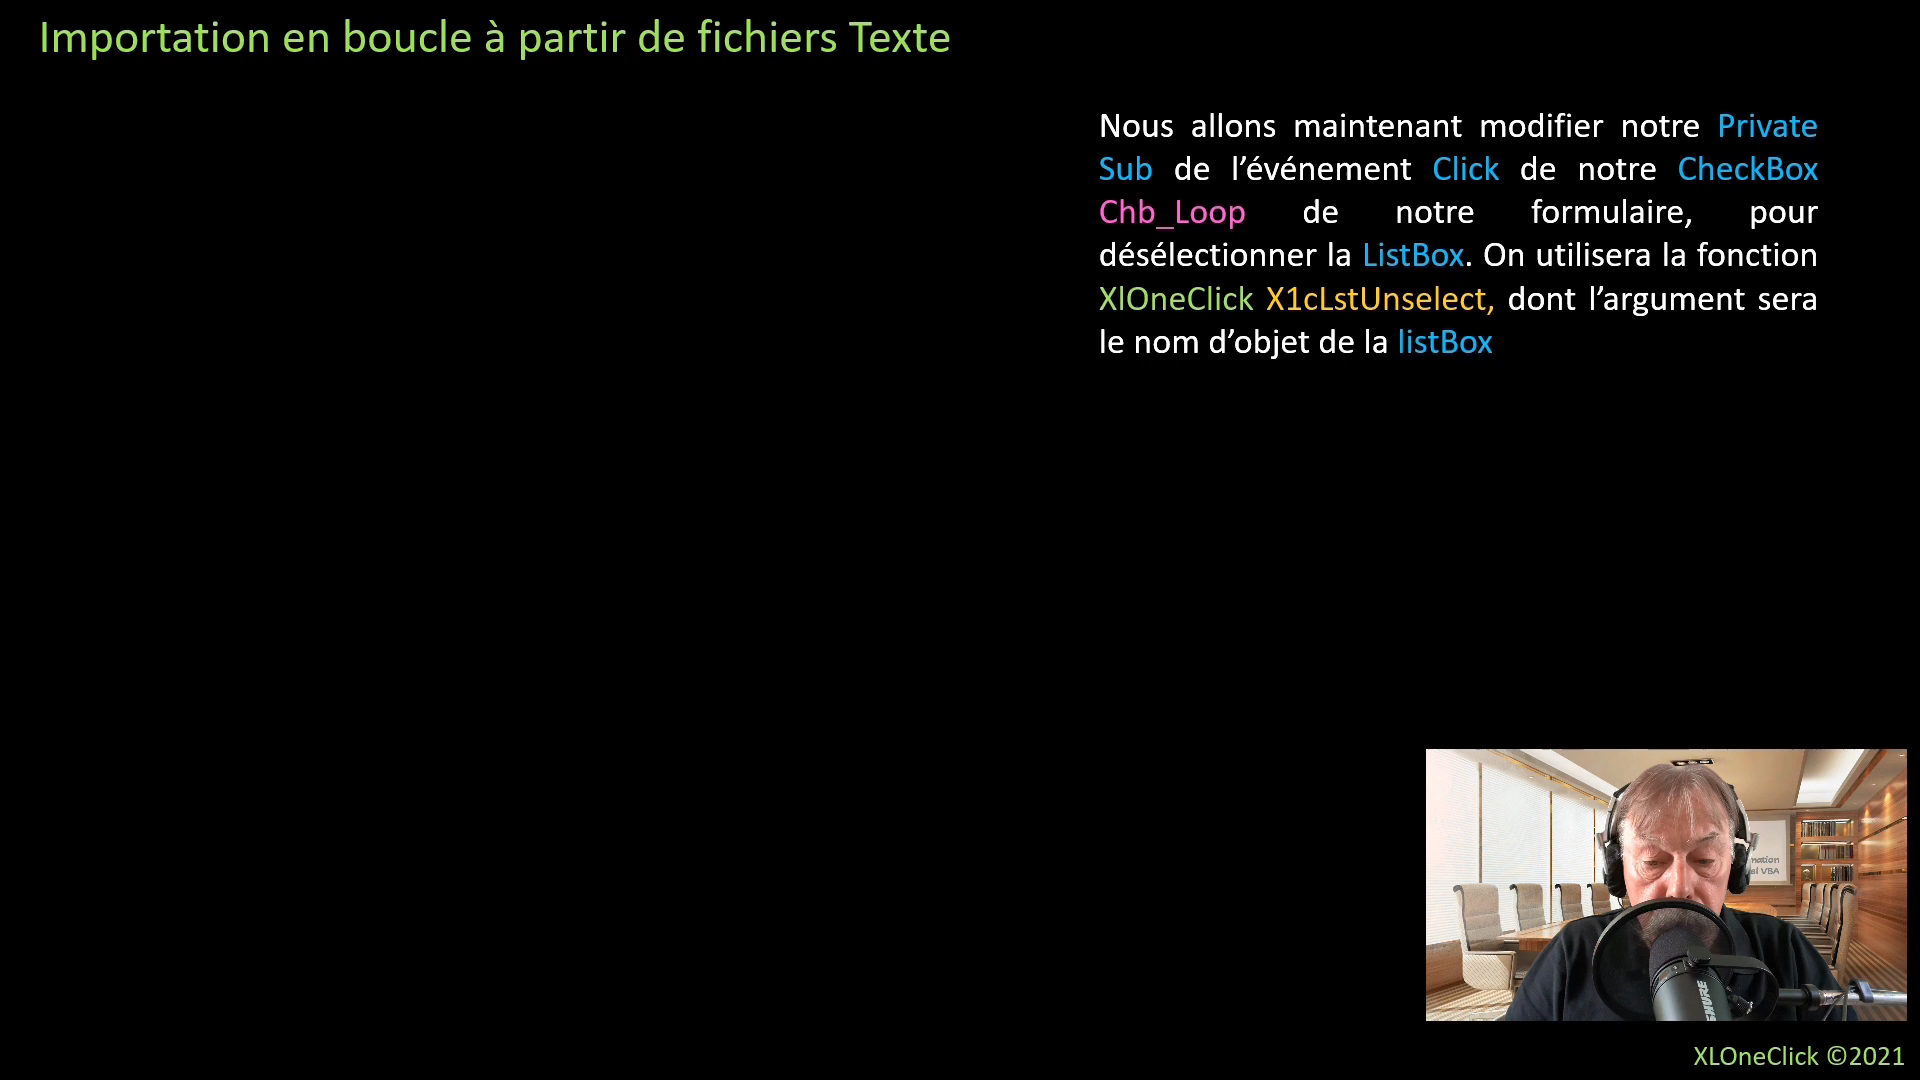 Importation en boucle à partir de fichiers Texte
Nous allons maintenant modifier notre Private
Sub de l’événement Click de notre CheckBox
Chb_Loop de notre formulaire, pour
désélectionner la ListBox. On utilisera la fonction
XlOneClick X1cLstUnselect, dont l’argument sera
le nom d’objet de la listBox
SHURE
XLOneClick ©2021